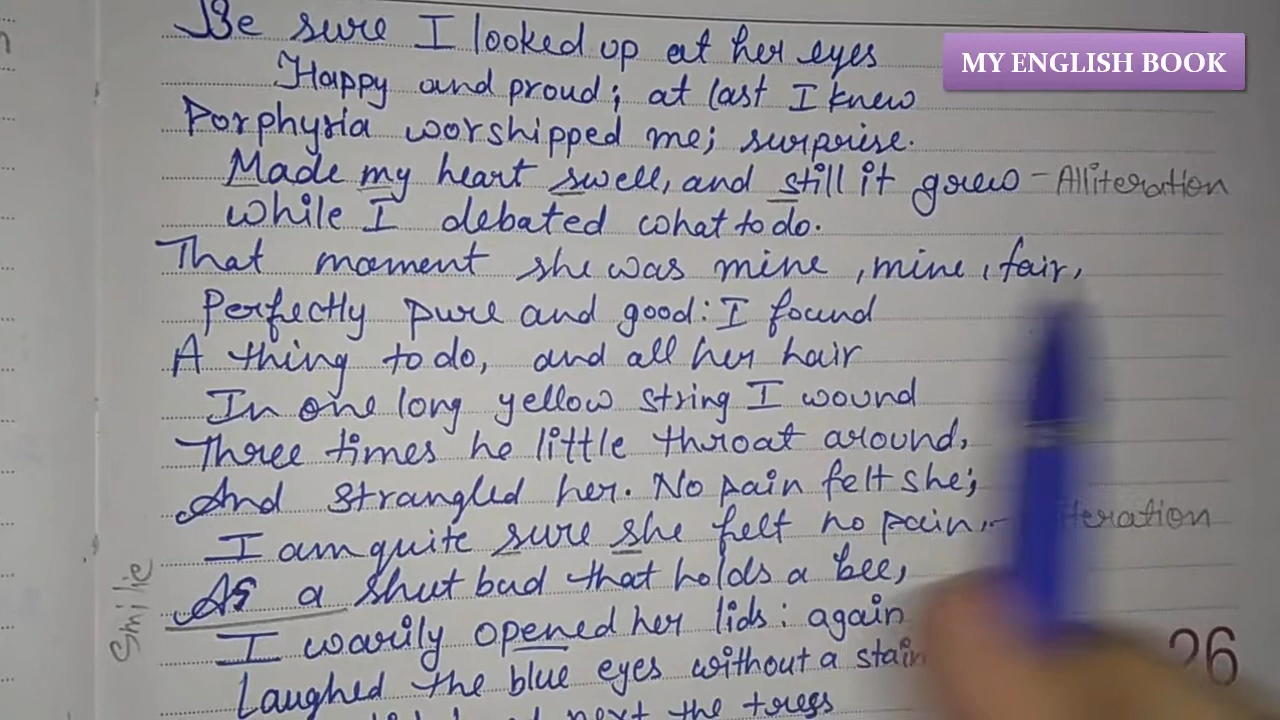 Be sure I looked up at her eyes
MY ENGLISH BOOK
Happy and proud; at last I knew
Porphyria worshipped me; surprise.
Made my heart swell, and still it grew - Alliteration
while I debated what to do.
That moment she was mine, mine, fair,
Perfectly pure and good: I found
A thing to do, and all her hair
In one long yellow string I wound
Three times he little throat around,
And strangled her. No pain felt she;
I am quite sure she felt no pain, - teration
As a shut bud that holds a bee,
Smilie
I warily opened her lids: again
26
Laughed the blue eyes without a stain
next the tress